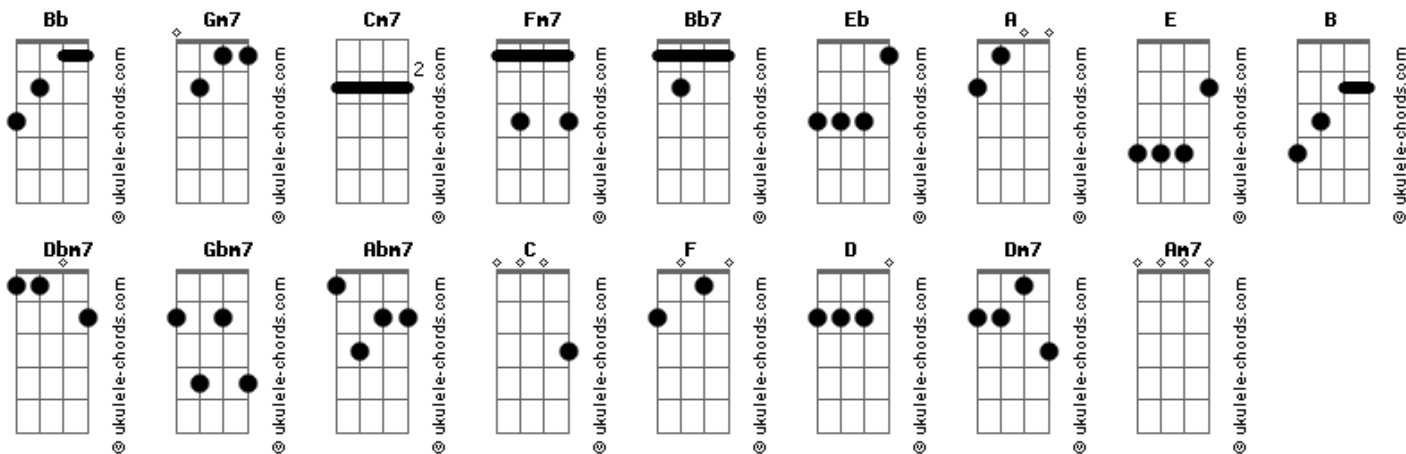 Bb Gm7 Cm7 Fm7 Bb7 Eb A E B
2
© ukulele-chords.com © ukulele-chords.com © ukulele-chords.com © ukulele-chords.com © ukulele-chords.com © ukulele-chords.com © ukulele-chords.com © ukulele-chords.com © ukulele-chords.com
Dbm7 Gbm7 Abm7 C F D Dm7 Am7
© ukulele-chords.com © ukulele-chords.com © ukulele-chords.com © ukulele-chords.com © ukulele-chords.com © ukulele-chords.com © ukulele-chords.com © ukulele-chords.com